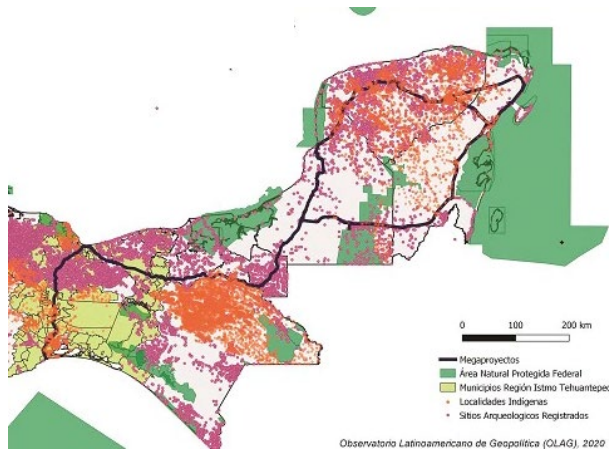 0 100 200 km
Megaproyectos
Área Natural Protegida Federal
Municipios Región Istmo Tehuantepec
Localidades Indígenas
Sitios Arqueologicos Registrados
Observatorio Latinoamericano de Geopolítica (OLAG), 2020